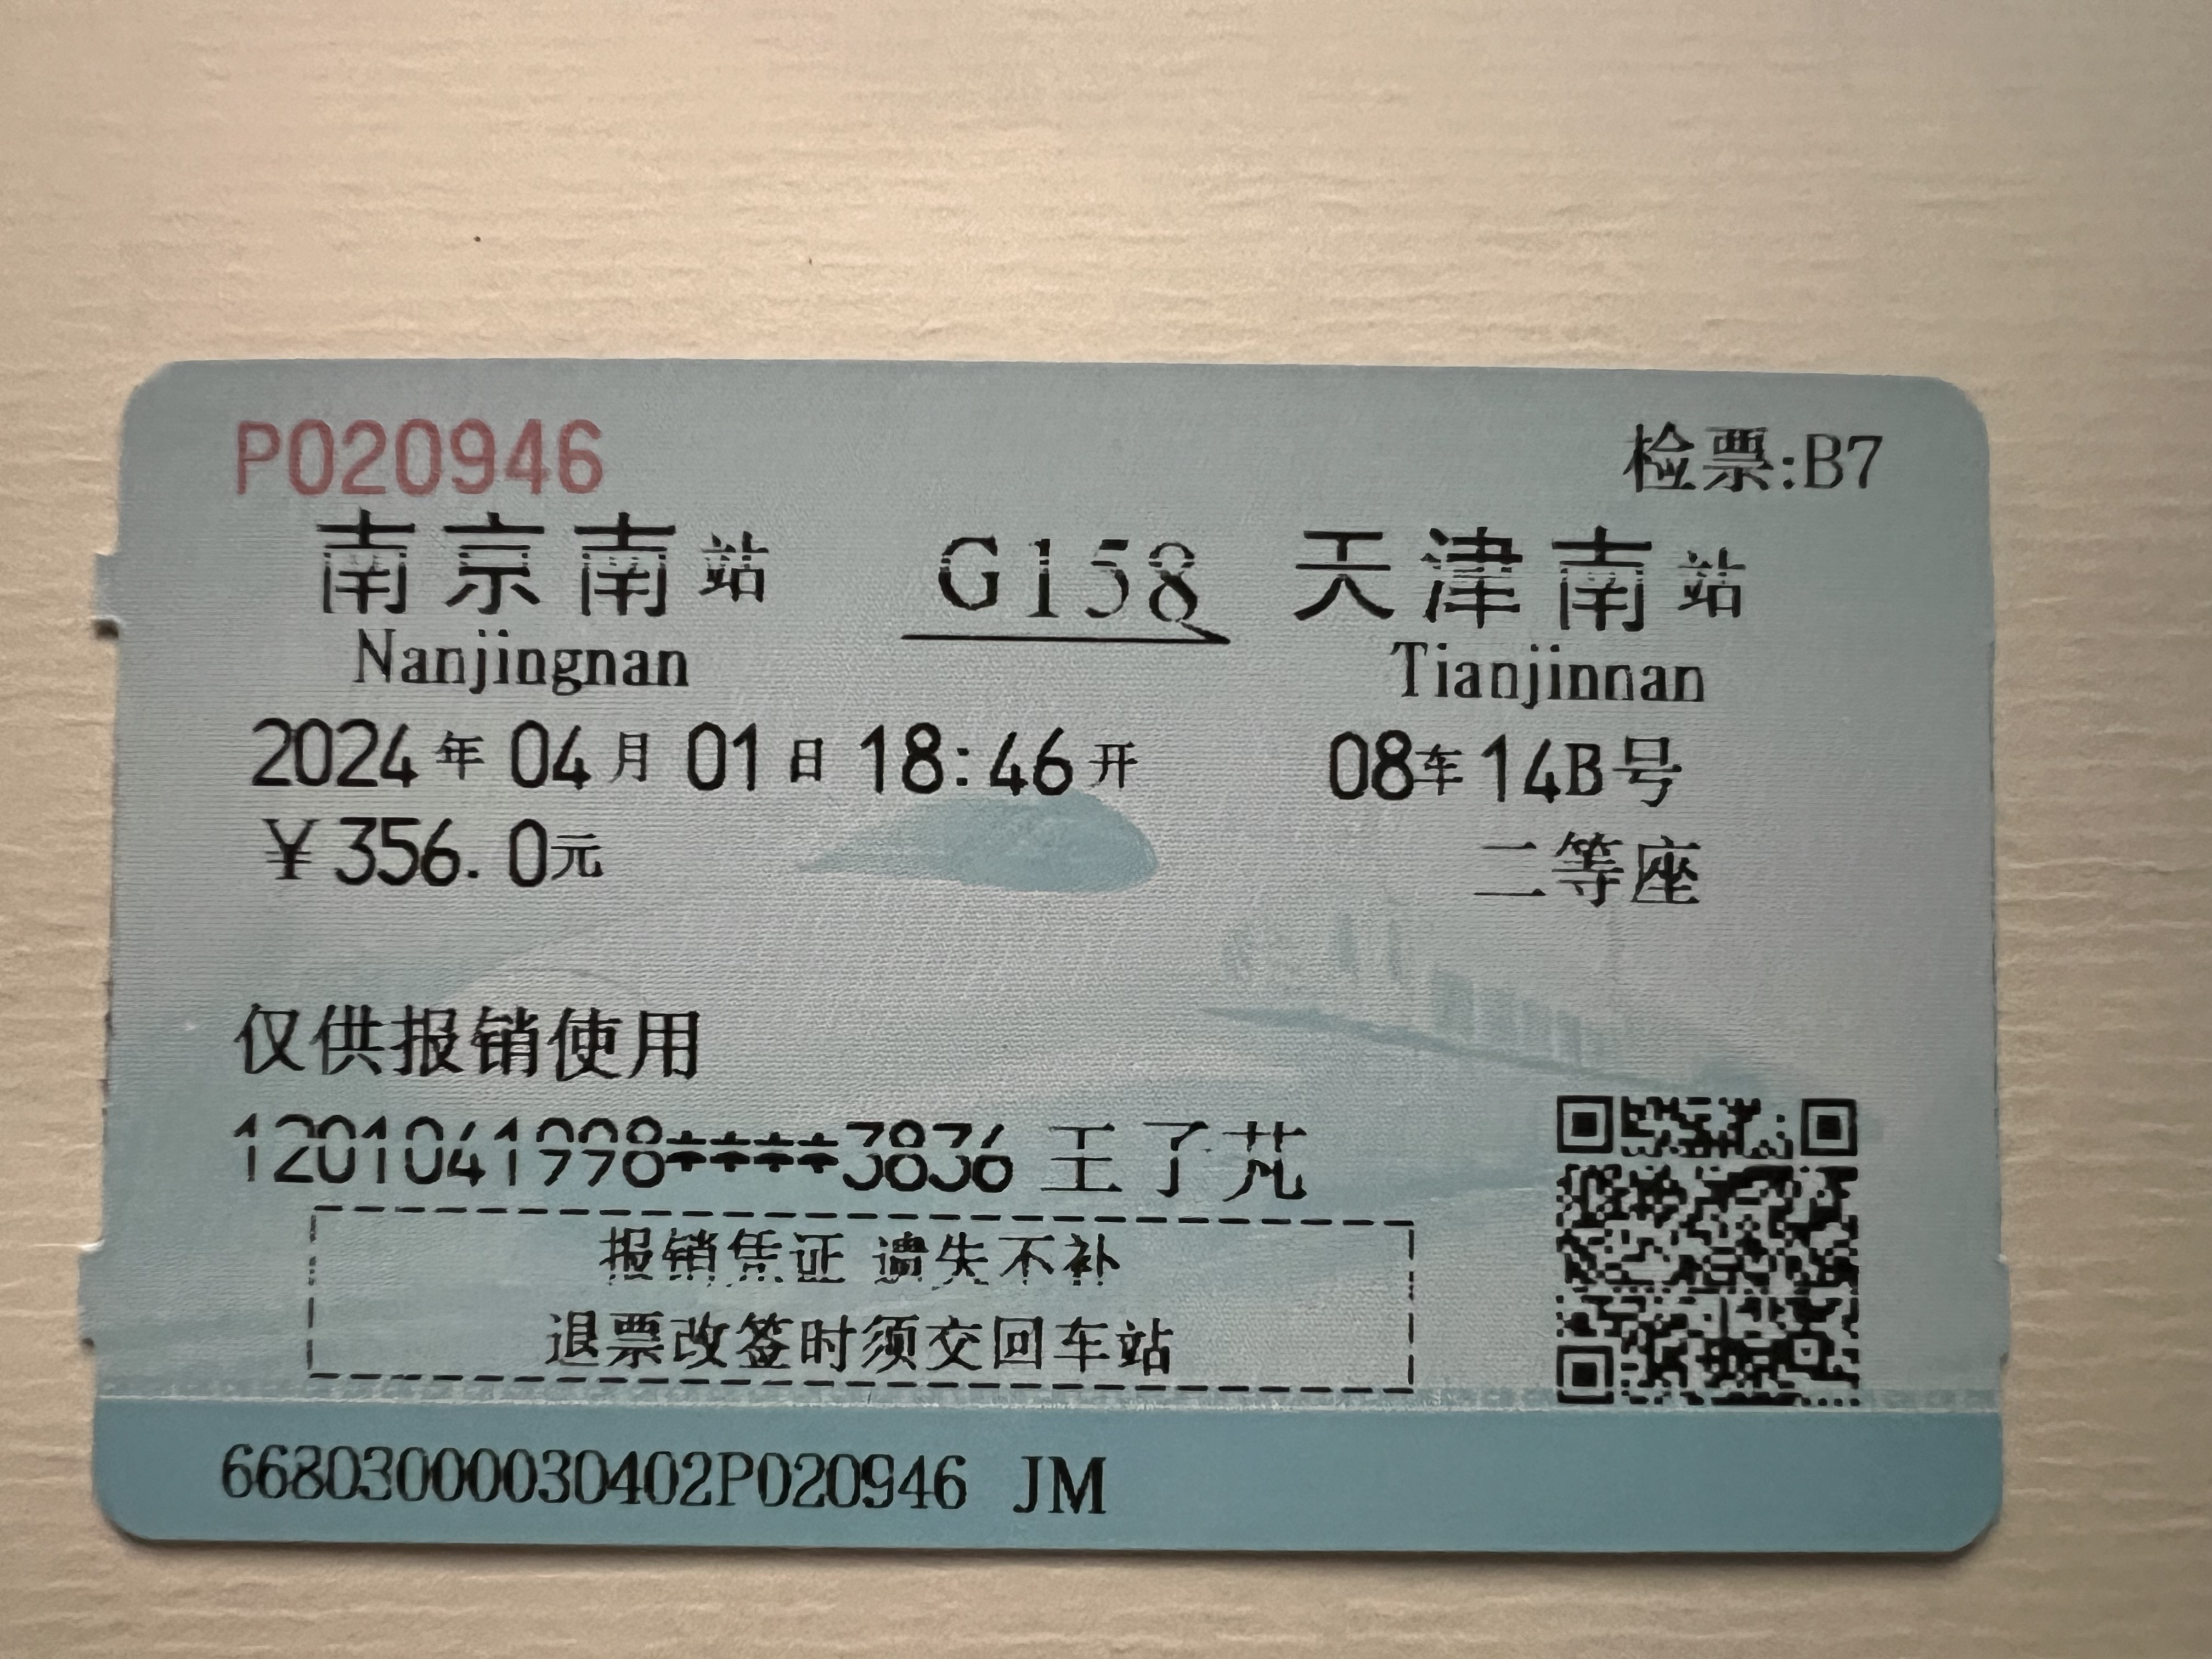 P020946
检票:B7
南京南站 G158 天津南站
Nanjingnan Tianjinnan
2024年04月01日18:46开 08车14B号
¥356.0元 二等座
仅供报销使用
1201041998****3836 王了芃
报销凭证 遗失不补
退票改签时须交回车站
66803000030402P020946 JM